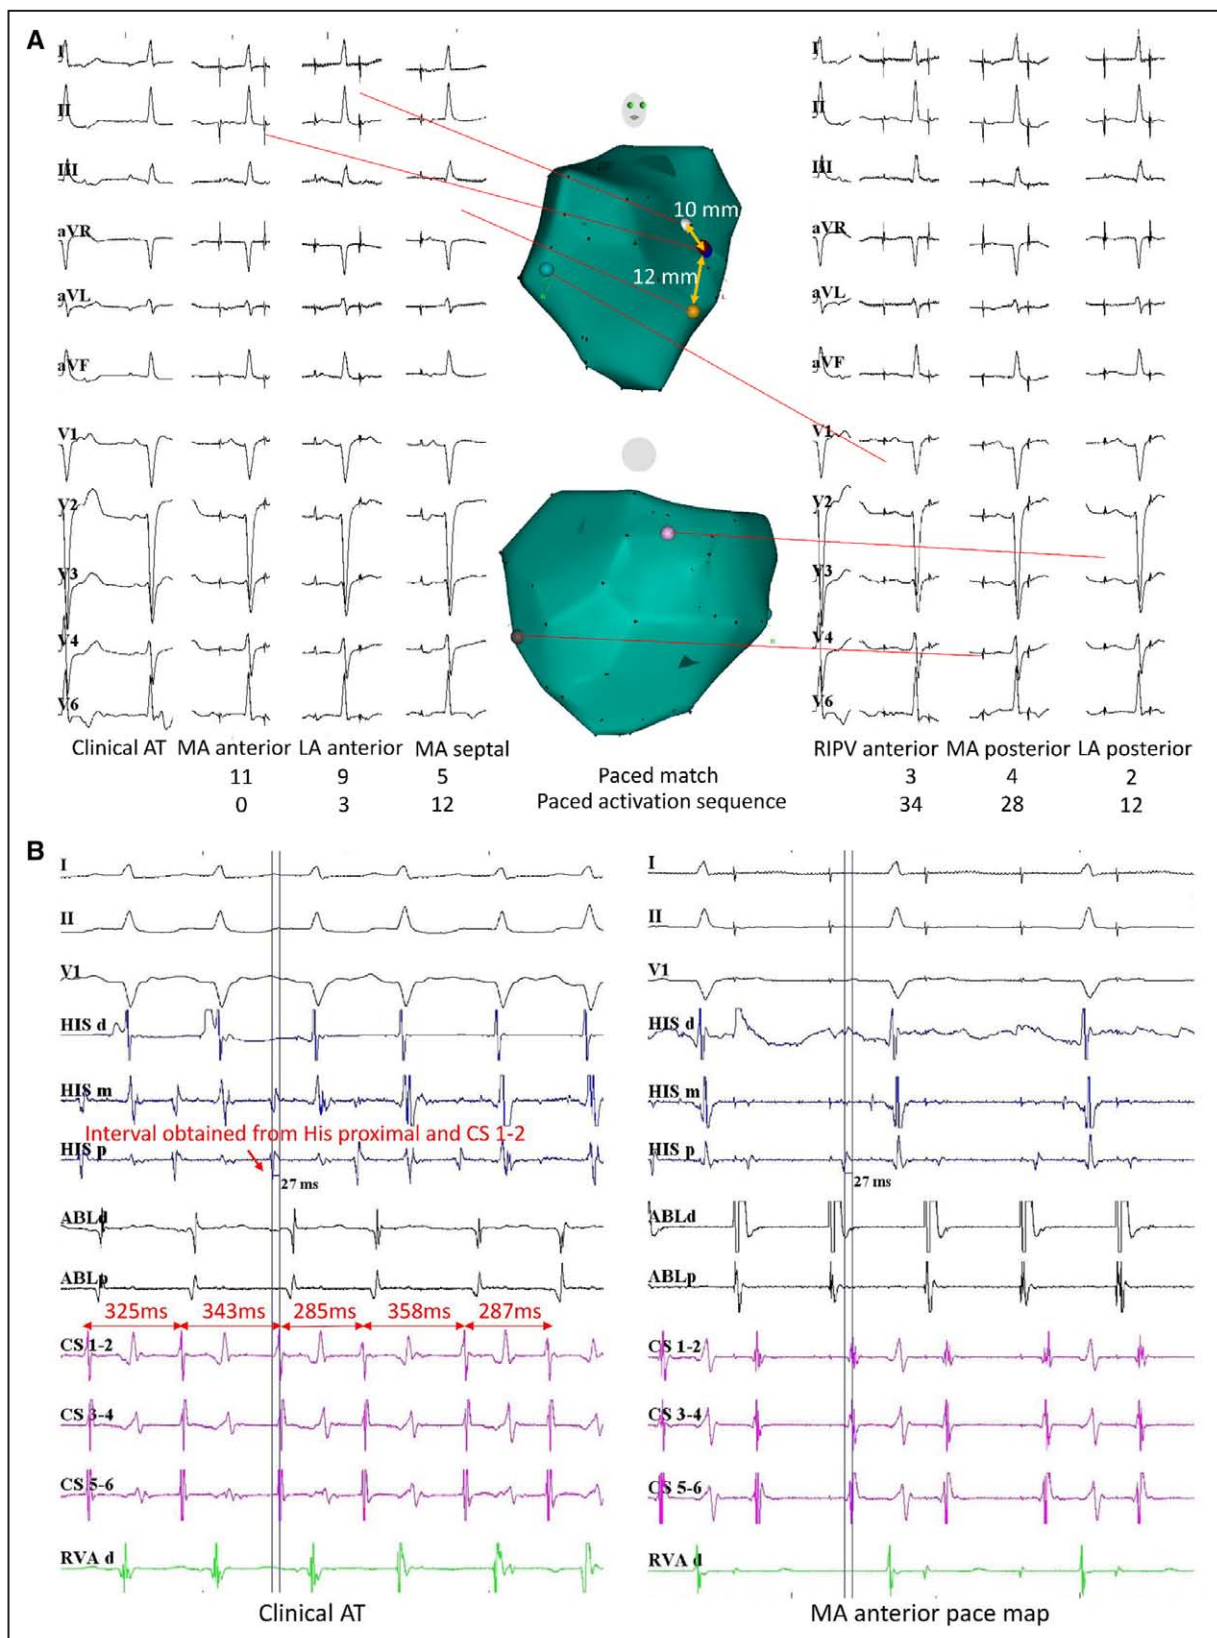 A
I
II
III
aVR
aVL
aVF
V1
V2
V3
V4
V6
10 mm
12 mm
I
II
III
aVR
aVL
aVF
V1
V2
V3
V4
V6
Clinical AT MA anterior LA anterior MA septal RIPV anterior MA posterior LA posterior
11 9 5 Paced match 3 4 2
0 3 12 Paced activation sequence 34 28 12
B
I
II
V1
HIS d
HIS m
Interval obtained from His proximal and CS 1-2
HIS p
27 ms
ABLd
ABLp
325ms 343ms 285ms 358ms 287ms
CS 1-2
CS 3-4
CS 5-6
RVA d
Clinical AT
I
II
V1
HIS d
HIS m
HIS p
27 ms
ABLd
ABLp
CS 1-2
CS 3-4
CS 5-6
RVA d
MA anterior pace map